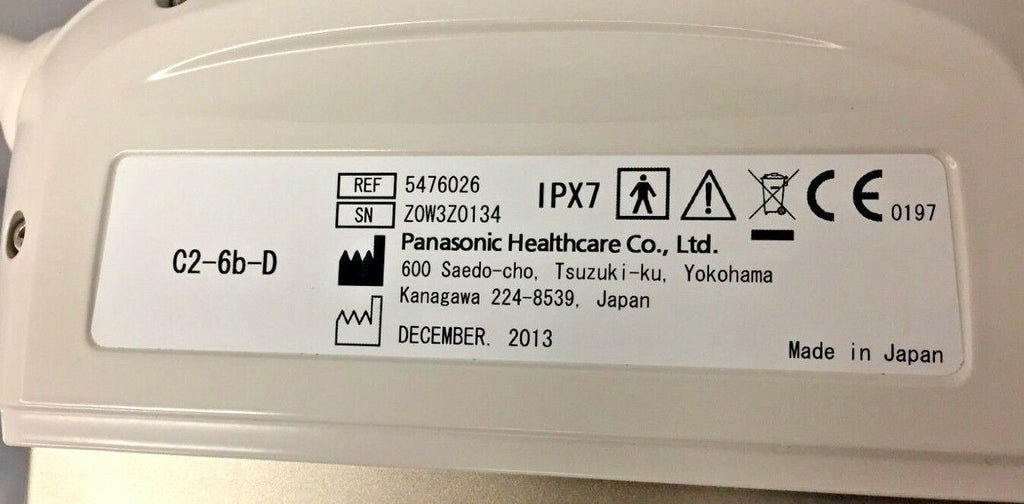 C2-6b-D
REF 5476026
SN Z0W3Z0134
IPX7
CE 0197
Panasonic Healthcare Co., Ltd.
600 Saedo-cho, Tsuzuki-ku, Yokohama
Kanagawa 224-8539, Japan
DECEMBER. 2013
Made in Japan